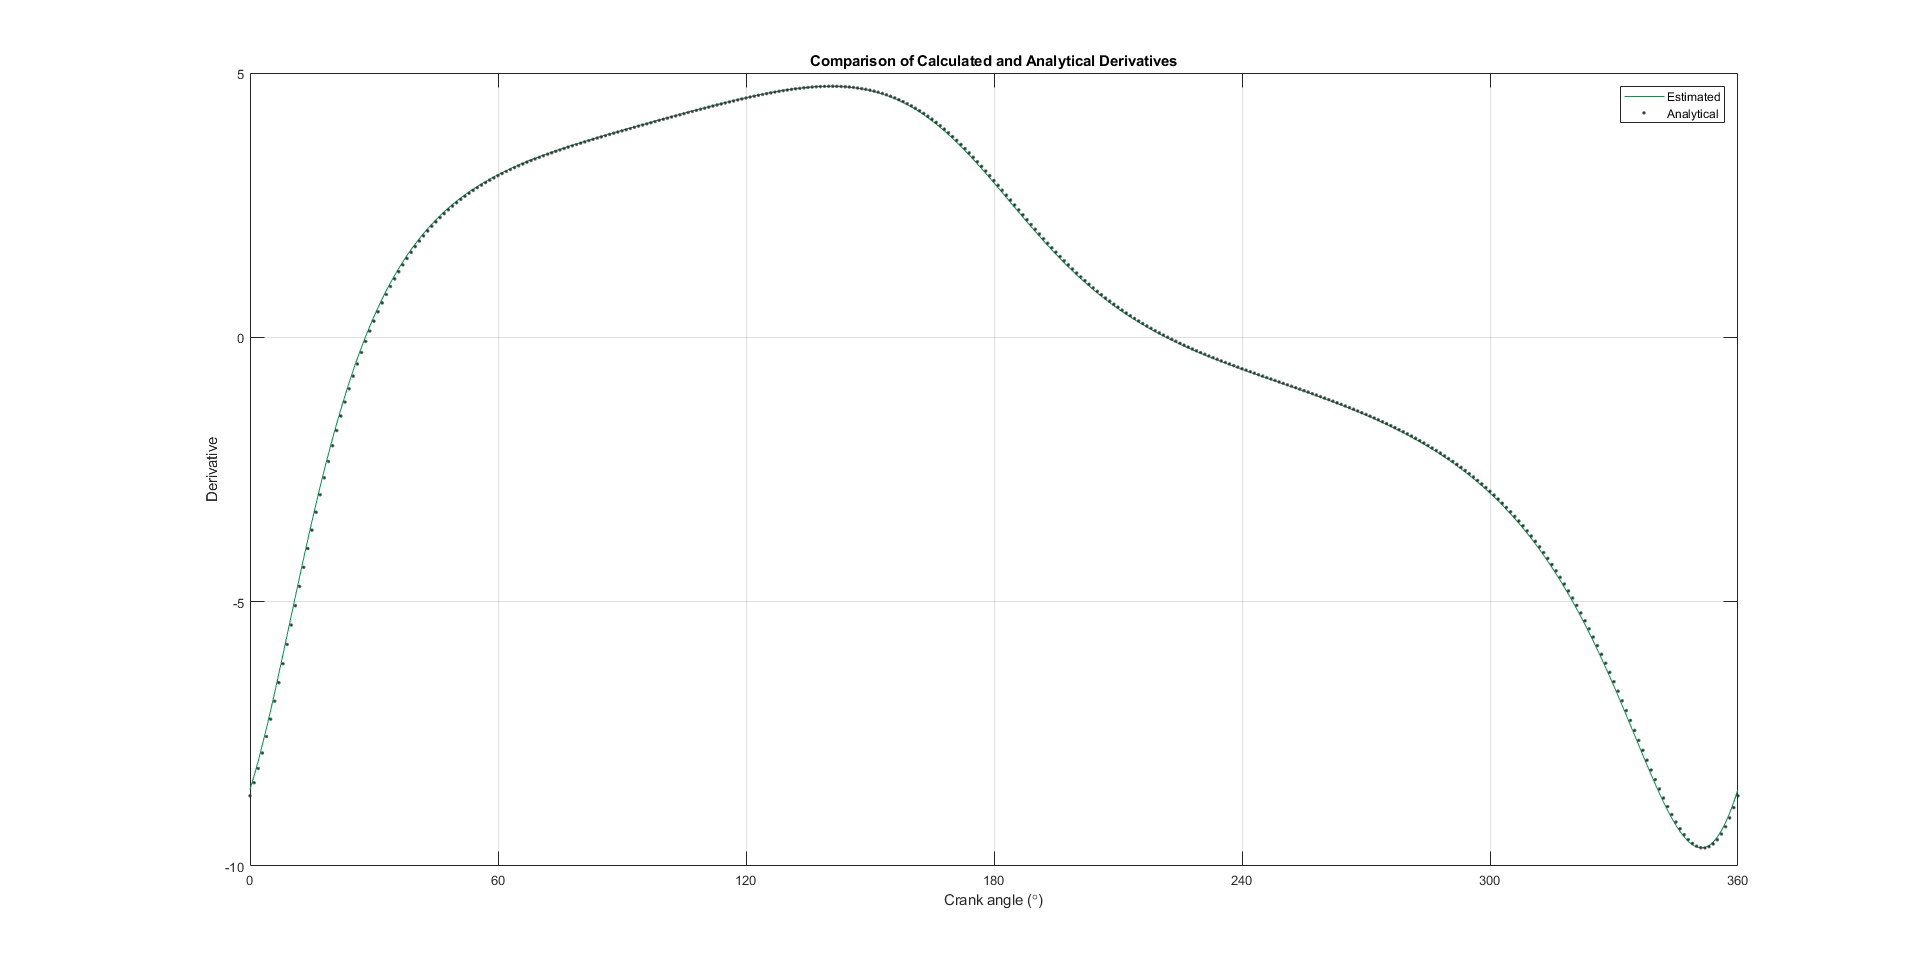 Comparison of Calculated and Analytical Derivatives
5
0
-5
-10
Derivative
Estimated
Analytical
0 60 120 180 240 300 360
Crank angle (°)